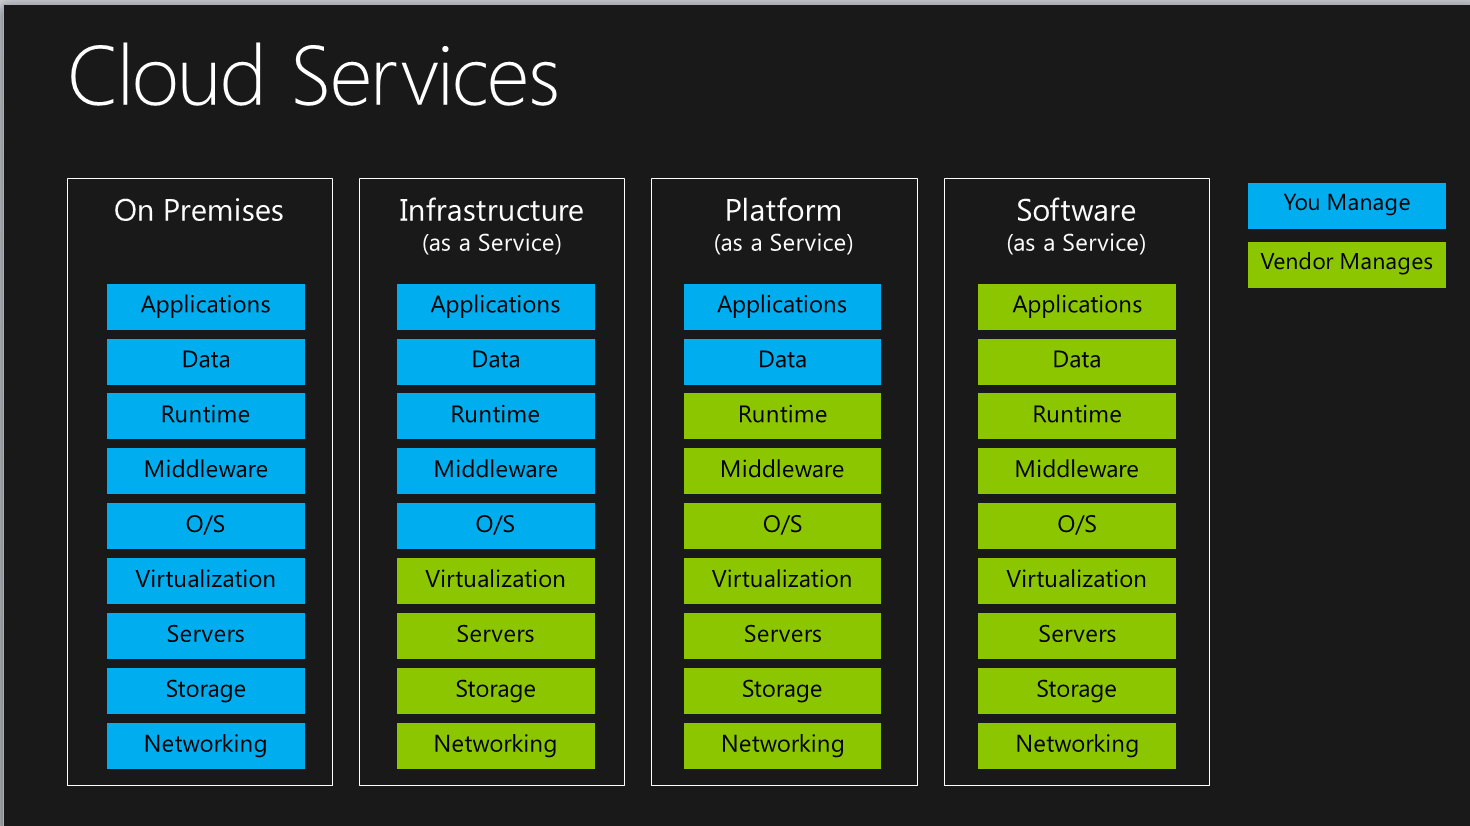 Cloud Services
On Premises
Applications
Data
Runtime
Middleware
O/S
Virtualization
Servers
Storage
Networking
Infrastructure
(as a Service)
Applications
Data
Runtime
Middleware
O/S
Virtualization
Servers
Storage
Networking
Platform
(as a Service)
Applications
Data
Runtime
Middleware
O/S
Virtualization
Servers
Storage
Networking
Software
(as a Service)
Applications
Data
Runtime
Middleware
O/S
Virtualization
Servers
Storage
Networking
You Manage
Vendor Manages